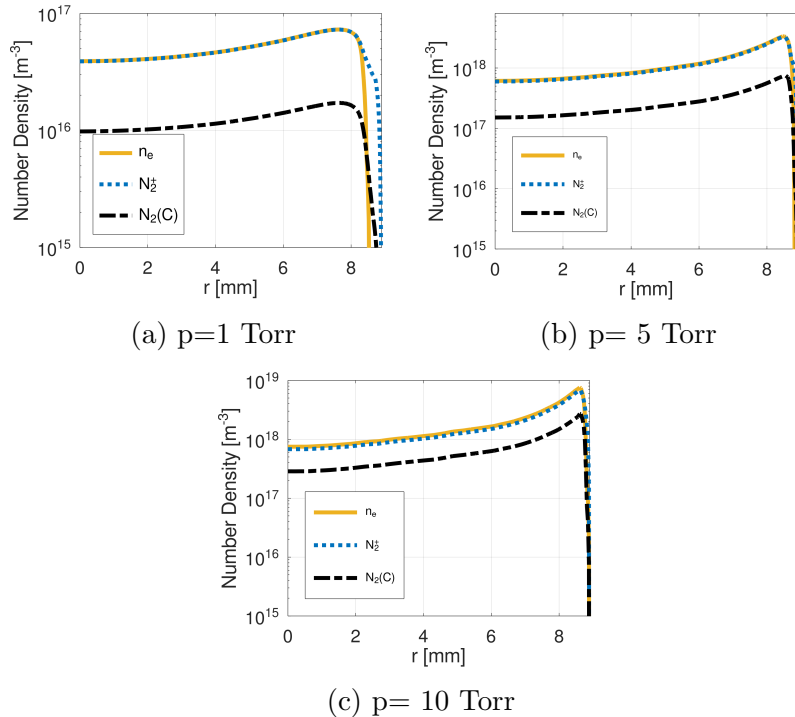 10^17
10^16
10^15
Number Density [m^-3]
n_e
N_2^+
N_2(C)
0 2 4 6 8
r [mm]
(a) p=1 Torr
10^18
10^17
10^16
10^15
Number Density [m^-3]
n_e
N_2^+
N_2(C)
0 2 4 6 8
r [mm]
(b) p= 5 Torr
10^19
10^18
10^17
10^16
10^15
Number Density [m^-3]
n_e
N_2^+
N_2(C)
0 2 4 6 8
r [mm]
(c) p= 10 Torr